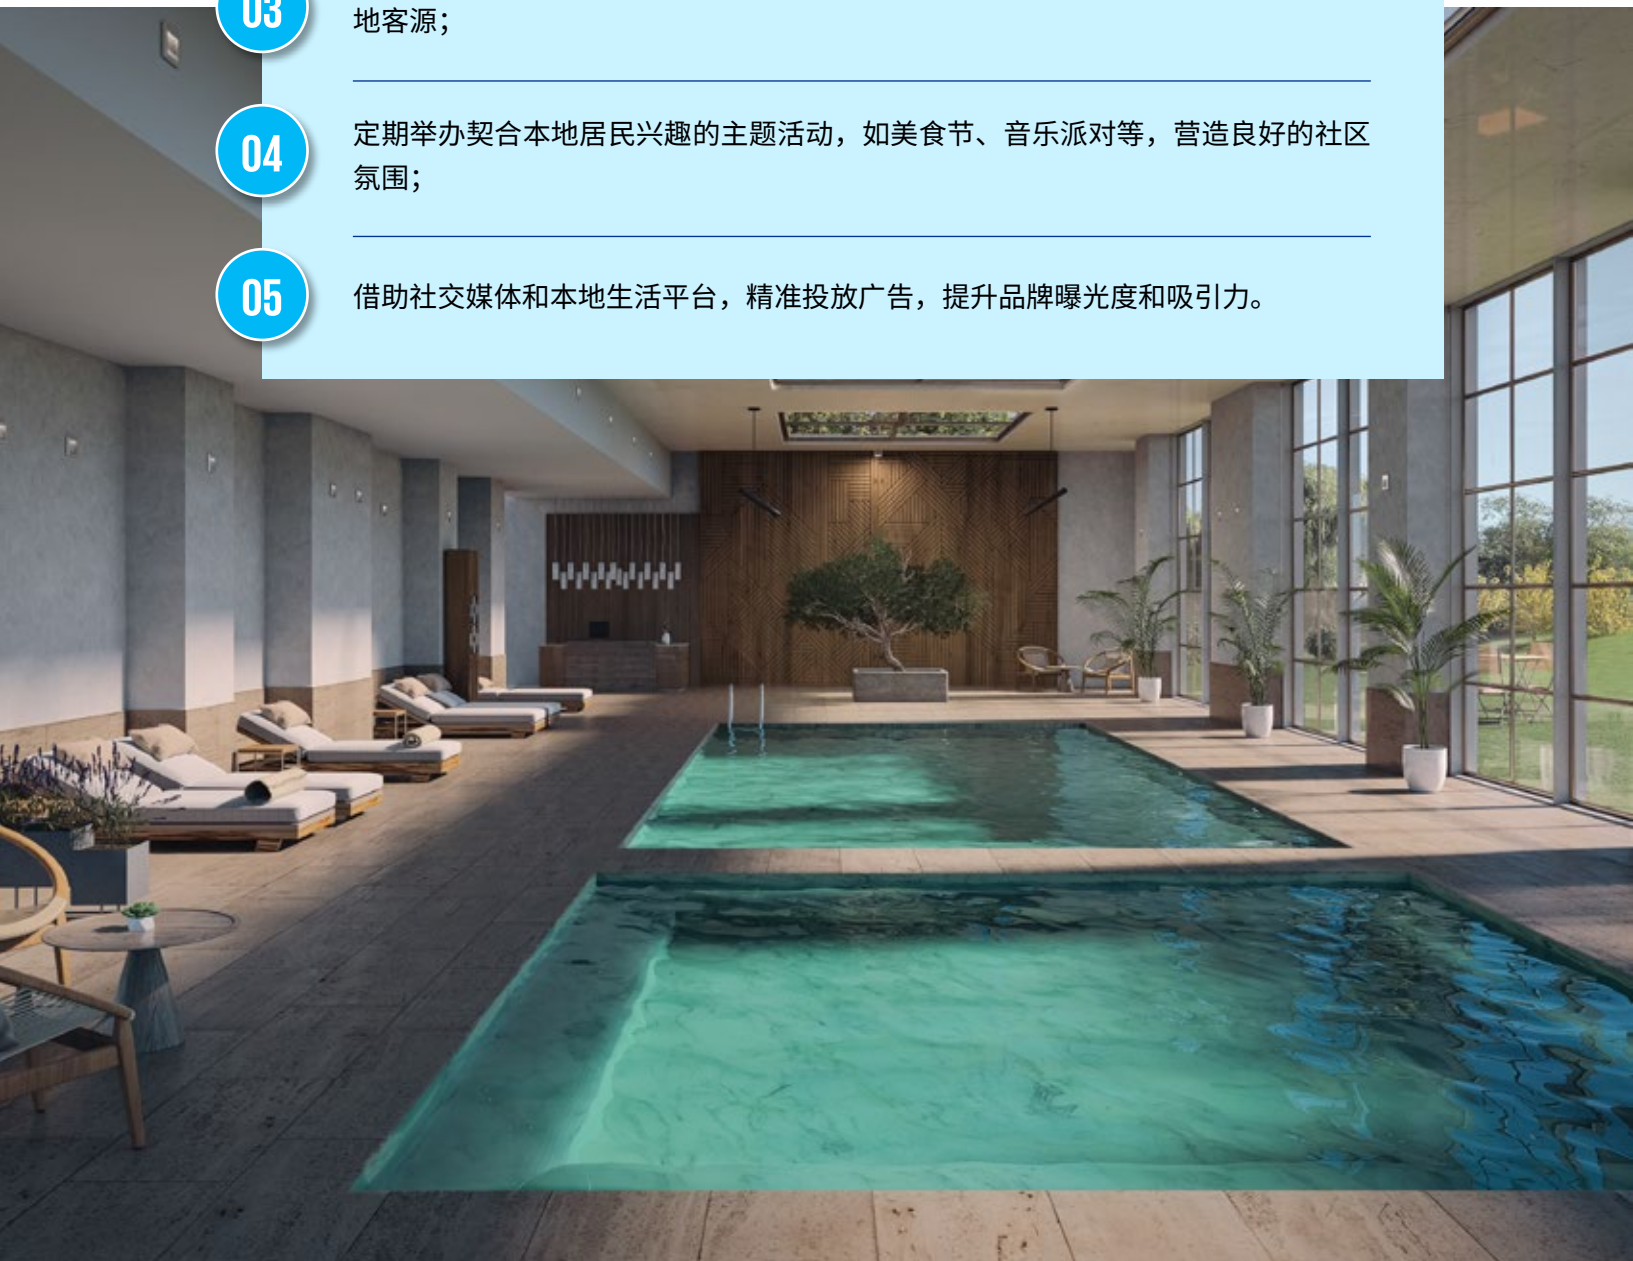 03
地客源；
04
定期举办契合本地居民兴趣的主题活动，如美食节、音乐派对等，营造良好的社区
氛围；
05
借助社交媒体和本地生活平台，精准投放广告，提升品牌曝光度和吸引力。